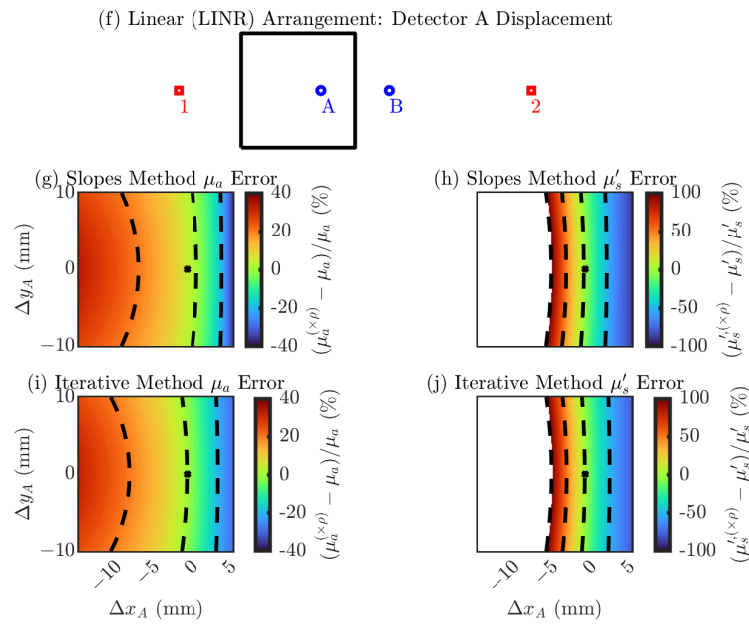 (f) Linear (LINR) Arrangement: Detector A Displacement
1 A B 2
(g) Slopes Method μₐ Error
(h) Slopes Method μ′ₛ Error
10
0
−10
Δy_A (mm)
40
20
0
-20
-40
(μₐ^(×ρ) − μₐ)/μₐ (%)
100
50
0
-50
-100
(μₛ′,^(×ρ) − μ′ₛ)/μ′ₛ (%)
(i) Iterative Method μₐ Error
(j) Iterative Method μ′ₛ Error
10
0
−10
Δy_A (mm)
−10 −5 0 5
Δx_A (mm)
40
20
0
-20
-40
(μₐ^(×ρ) − μₐ)/μₐ (%)
−10 −5 0 5
Δx_A (mm)
100
50
0
-50
-100
(μₛ′,^(×ρ) − μ′ₛ)/μ′ₛ (%)